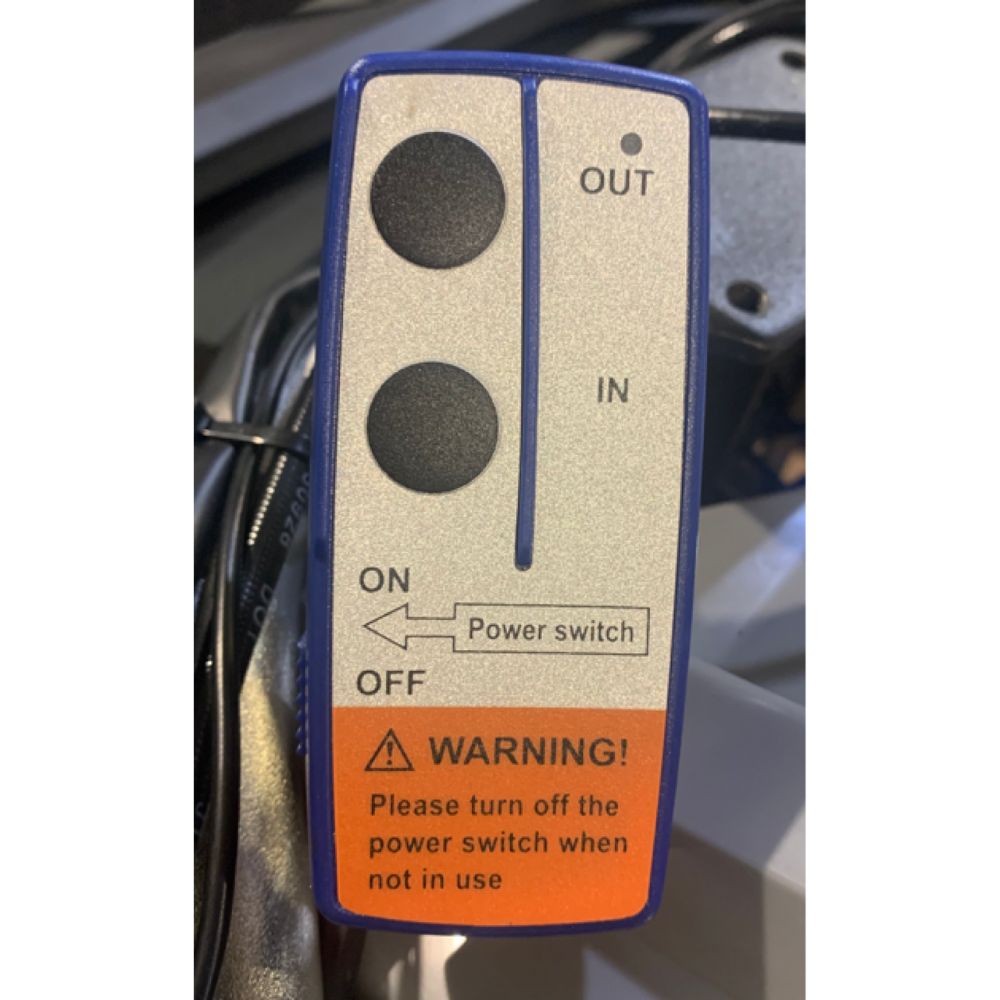 OUT
IN
ON
Power switch
OFF
WARNING!
Please turn off the
power switch when
not in use